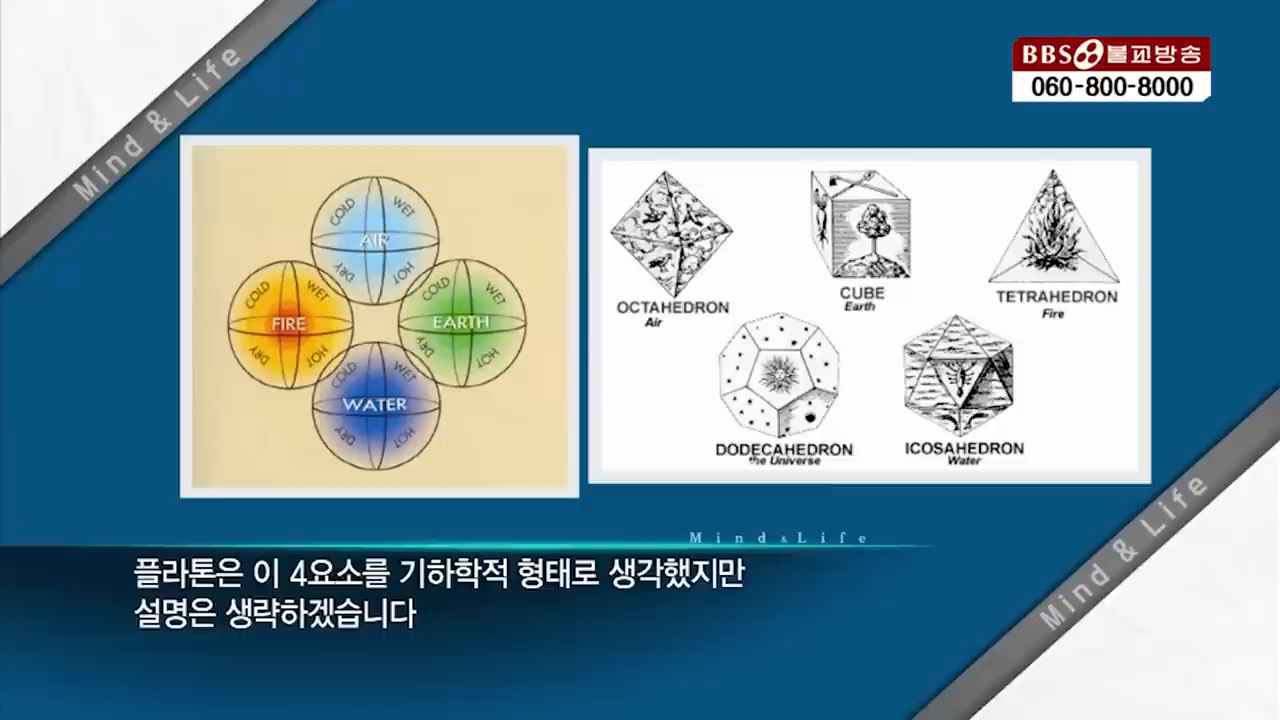 Mind & Life
BBS 불교방송
060-800-8000
COLD WET
AIR
DRY HOT
COLD WET
FIRE
DRY HOT
COLD WET
EARTH
DRY HOT
COLD WET
WATER
DRY HOT
OCTAHEDRON
Air
CUBE
Earth
TETRAHEDRON
Fire
DODECAHEDRON
the Universe
ICOSAHEDRON
Water
Mind & Life
Mind & Life
플라톤은 이 4요소를 기하학적 형태로 생각했지만
설명은 생략하겠습니다